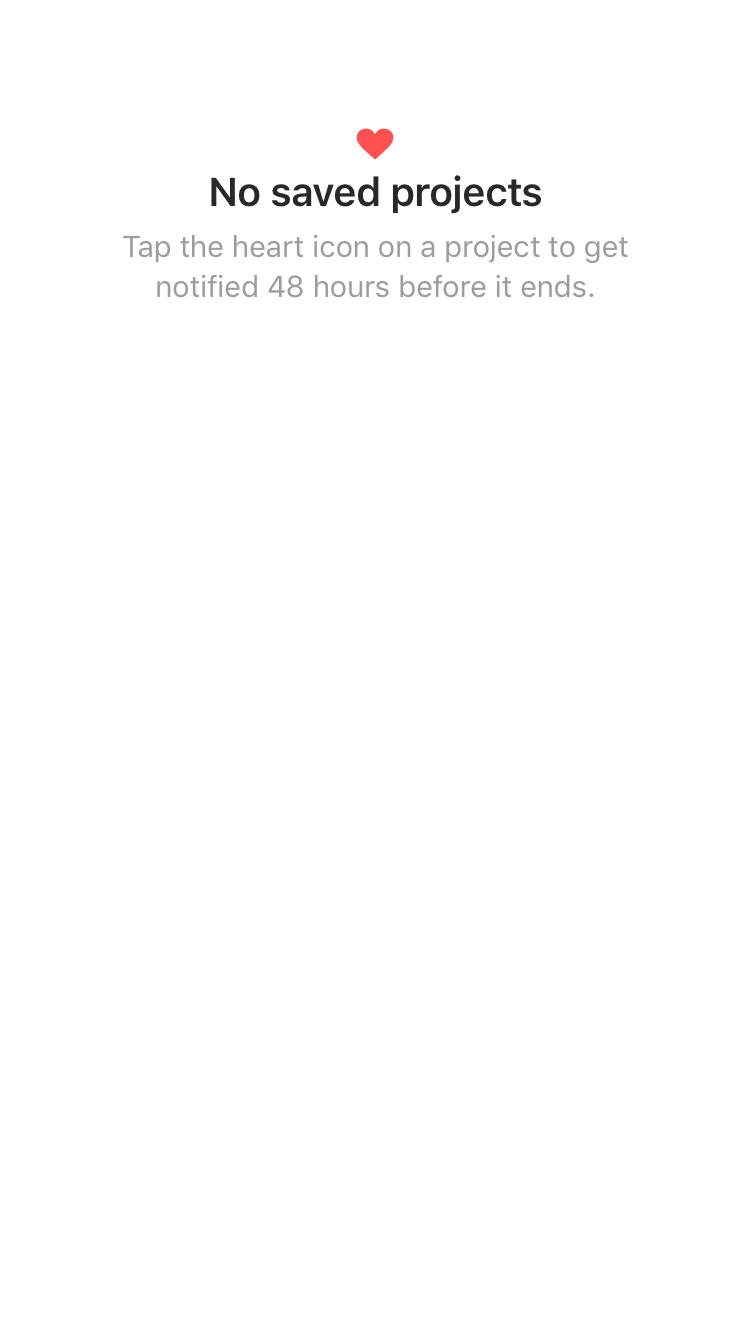 No saved projects
Tap the heart icon on a project to get
notified 48 hours before it ends.